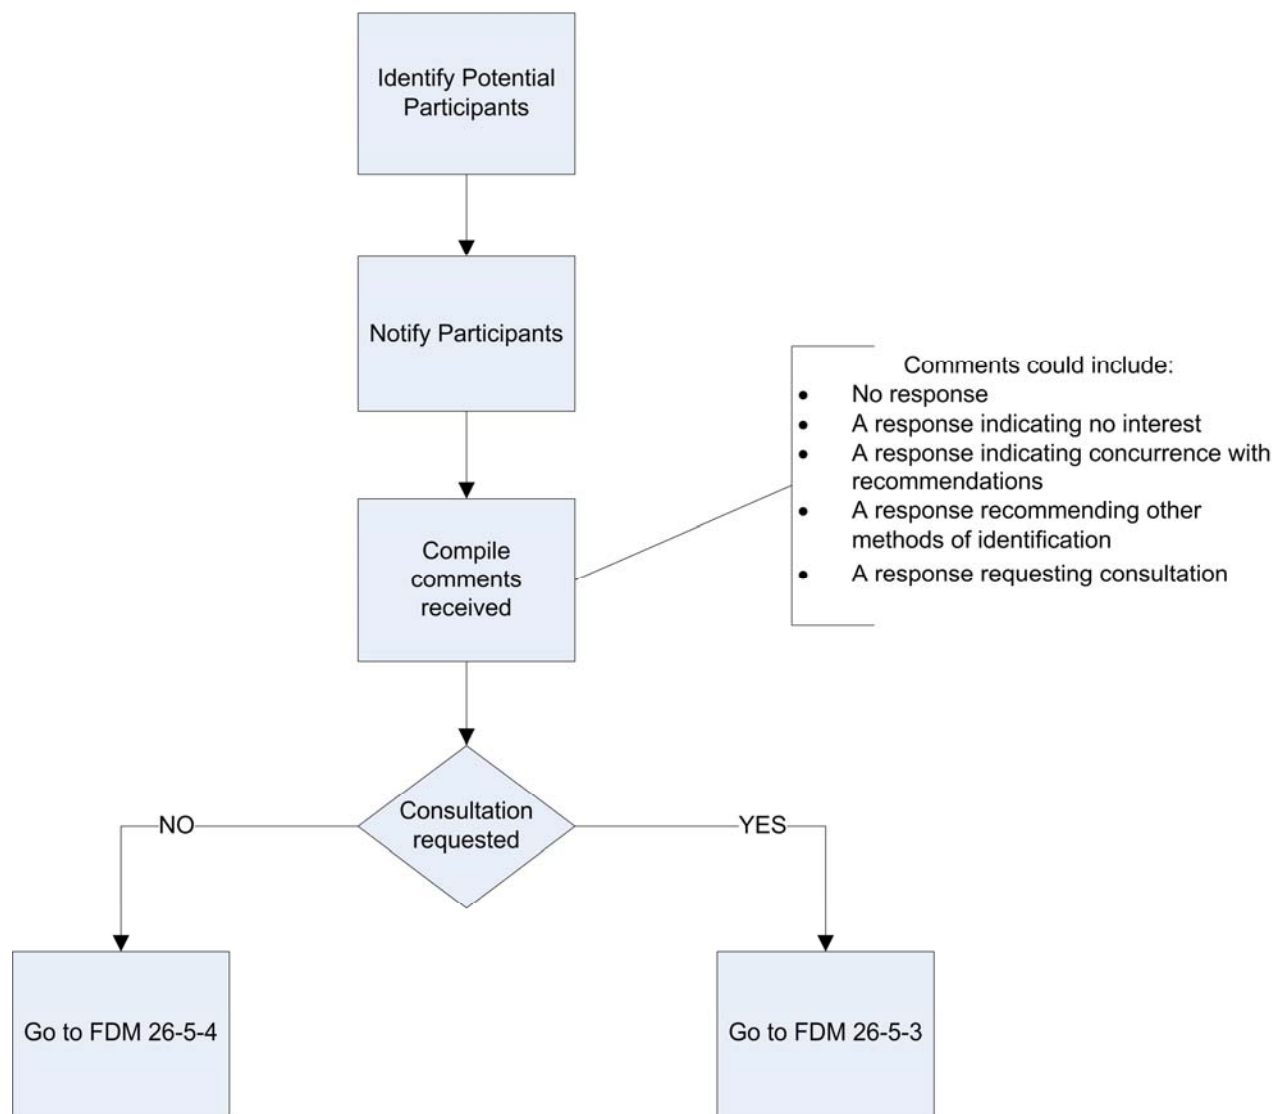 Identify Potential
Participants
Notify Participants
Comments could include:
• No response
• A response indicating no interest
• A response indicating concurrence with
recommendations
• A response recommending other
methods of identification
• A response requesting consultation
Compile
comments
received
Consultation
requested
NO
YES
Go to FDM 26-5-4
Go to FDM 26-5-3